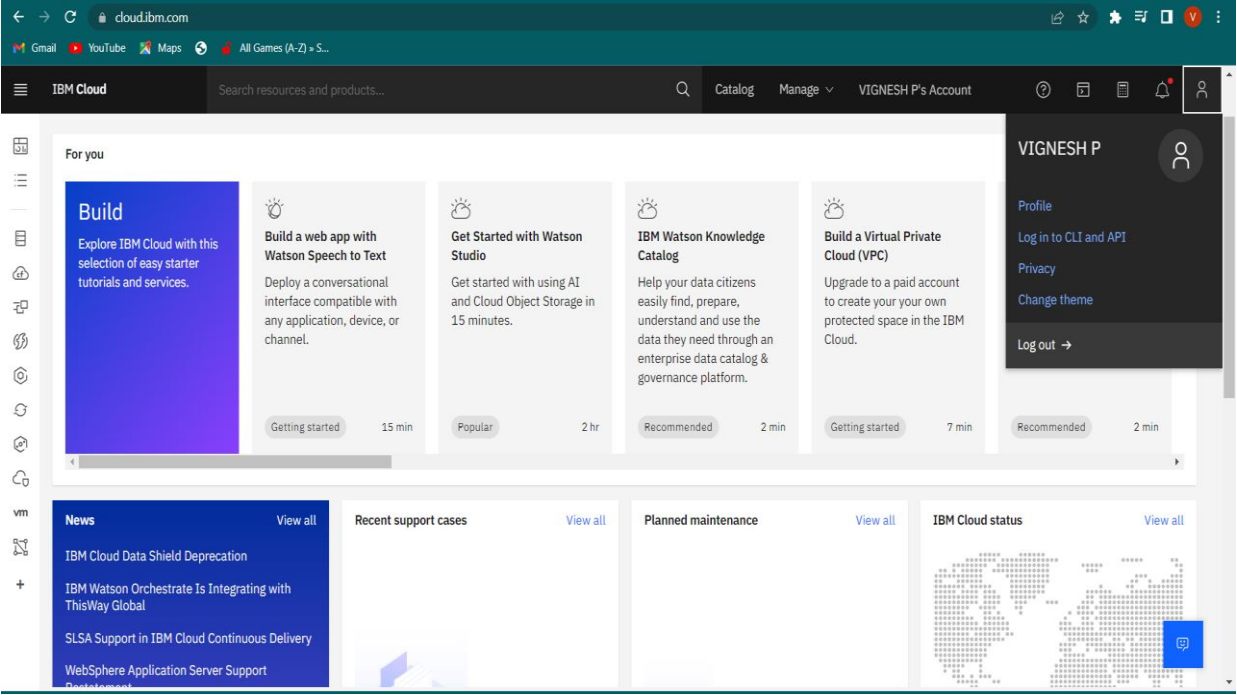 cloud.ibm.com
V
Gmail YouTube Maps All Games (A-Z) » S...
IBM Cloud
Search resources and products...
Catalog Manage VIGNESH P's Account
VIGNESH P
Profile
Log in to CLI and API
Privacy
Change theme
Log out →
For you
Build
Explore IBM Cloud with this
selection of easy starter
tutorials and services.
Build a web app with
Watson Speech to Text
Deploy a conversational
interface compatible with
any application, device, or
channel.
Getting started 15 min
Get Started with Watson
Studio
Get started with using AI
and Cloud Object Storage in
15 minutes.
Popular 2 hr
IBM Watson Knowledge
Catalog
Help your data citizens
easily find, prepare,
understand and use the
data they need through an
enterprise data catalog &
governance platform.
Recommended 2 min
Build a Virtual Private
Cloud (VPC)
Upgrade to a paid account
to create your your own
protected space in the IBM
Cloud.
Getting started 7 min
Recommended 2 min
vm
News View all
IBM Cloud Data Shield Deprecation
IBM Watson Orchestrate Is Integrating with
ThisWay Global
SLSA Support in IBM Cloud Continuous Delivery
WebSphere Application Server Support
Recent support cases View all
Planned maintenance View all
IBM Cloud status View all